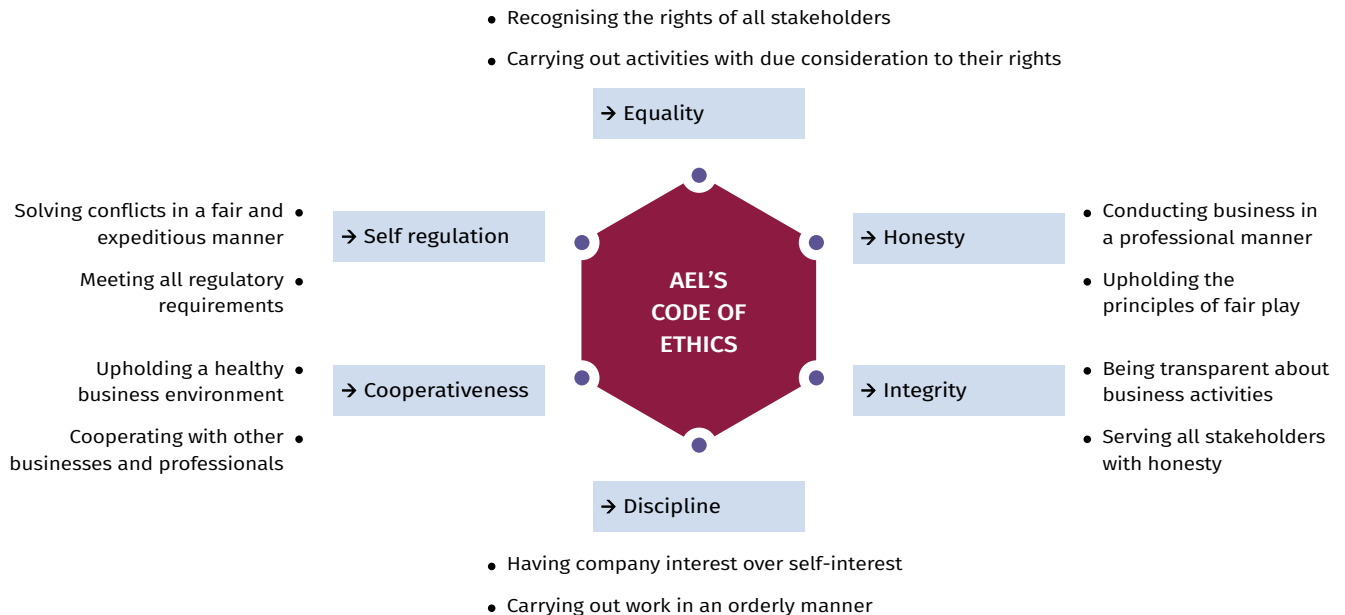 • Recognising the rights of all stakeholders
• Carrying out activities with due consideration to their rights
→ Equality
Solving conflicts in a fair and •
expeditious manner
Meeting all regulatory •
requirements
→ Self regulation
AEL'S
CODE OF
ETHICS
→ Honesty
• Conducting business in
a professional manner
• Upholding the
principles of fair play
Upholding a healthy •
business environment
Cooperating with other •
businesses and professionals
→ Cooperativeness
→ Integrity
• Being transparent about
business activities
• Serving all stakeholders
with honesty
→ Discipline
• Having company interest over self-interest
• Carrying out work in an orderly manner